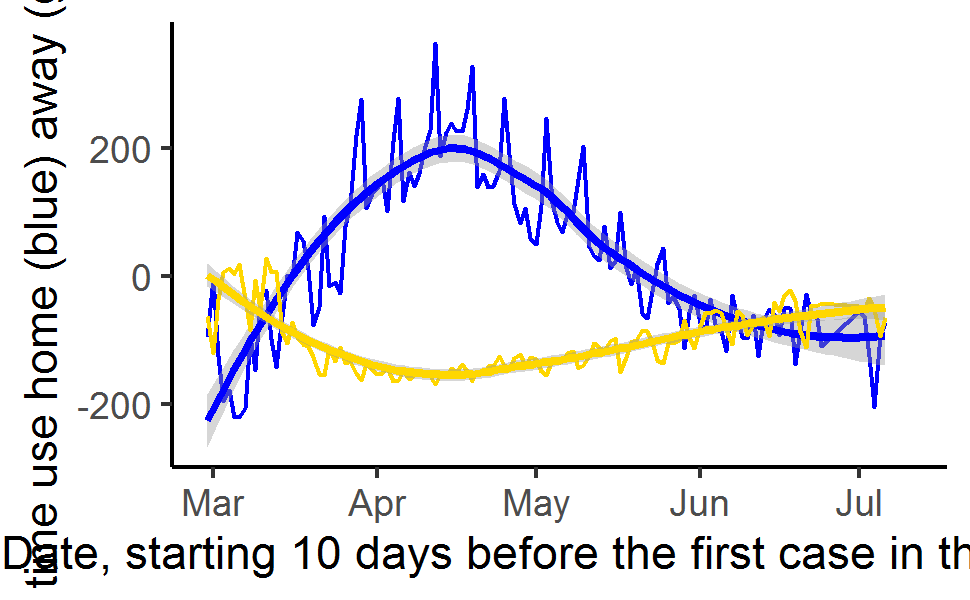 time use home (blue) away (
200
0
-200
Mar Apr May Jun Jul
Date, starting 10 days before the first case in th